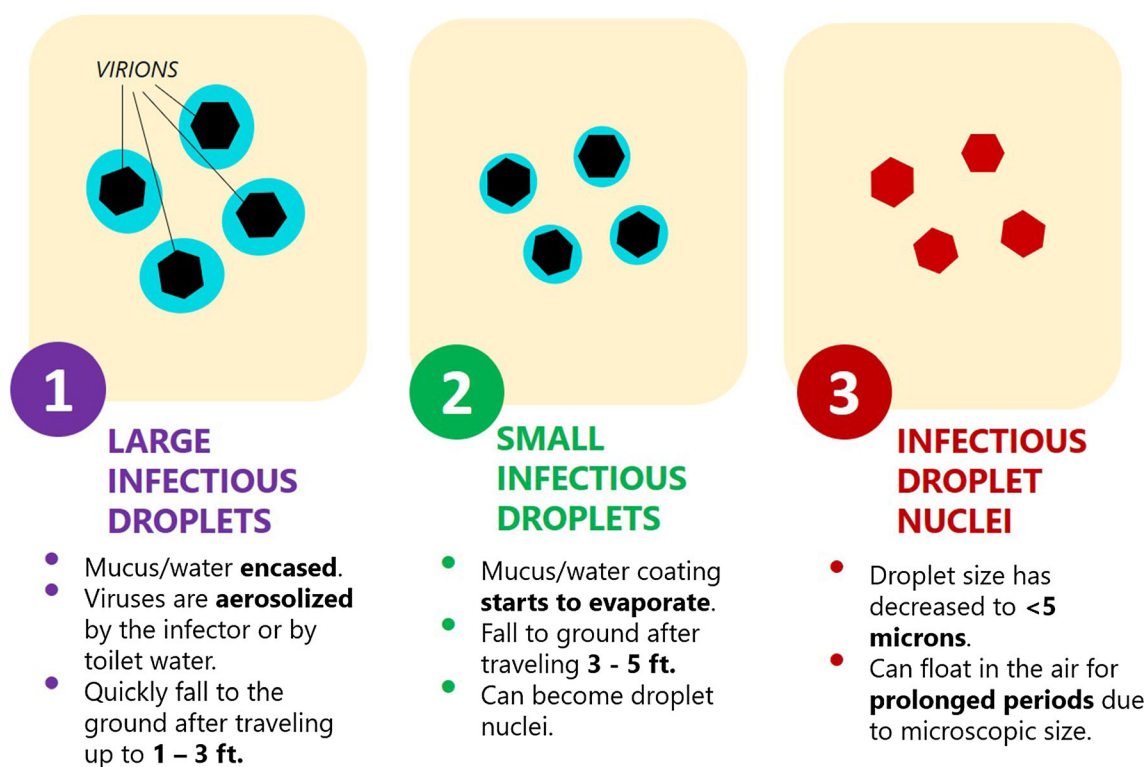 VIRIONS
1
LARGE
INFECTIOUS
DROPLETS
• Mucus/water encased.
• Viruses are aerosolized
by the infector or by
toilet water.
• Quickly fall to the
ground after traveling
up to 1 – 3 ft.
2
SMALL
INFECTIOUS
DROPLETS
• Mucus/water coating
starts to evaporate.
• Fall to ground after
traveling 3 - 5 ft.
• Can become droplet
nuclei.
3
INFECTIOUS
DROPLET
NUCLEI
• Droplet size has
decreased to <5
microns.
• Can float in the air for
prolonged periods due
to microscopic size.